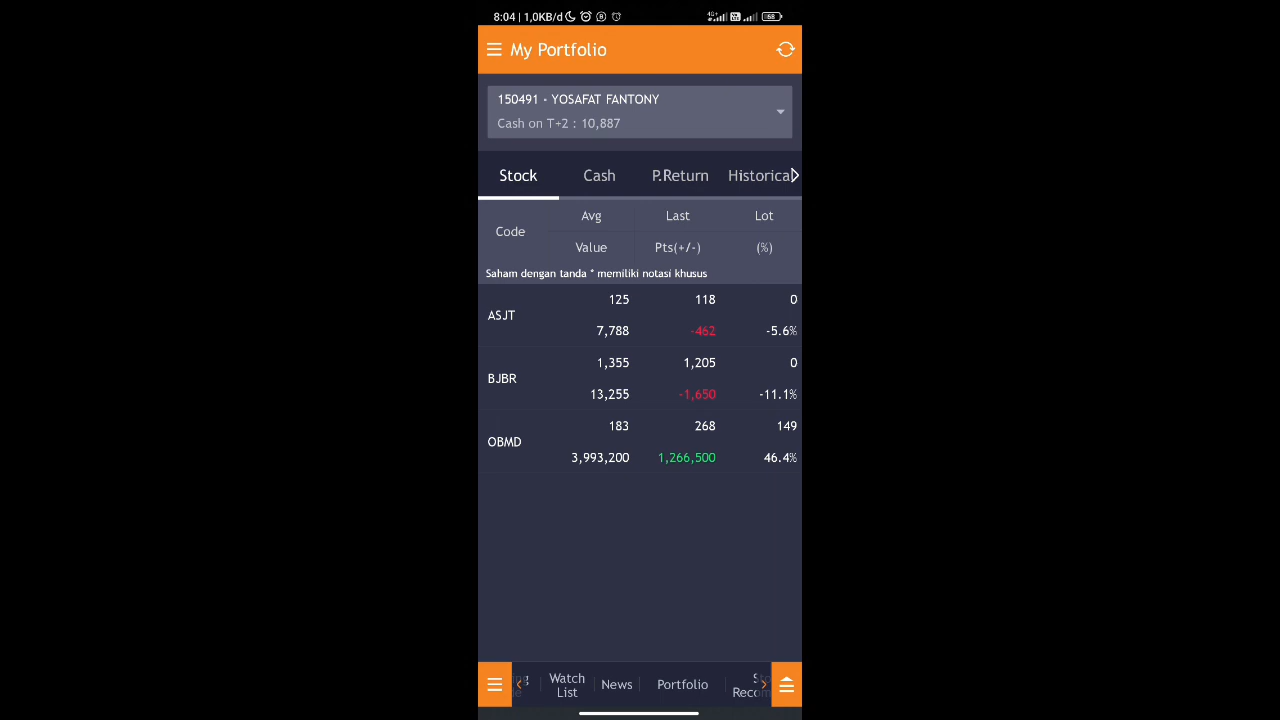 8:04 | 1,0KB/d
4G+ 68
My Portfolio
150491 - YOSAFAT FANTONY
Cash on T+2 : 10,887
Stock Cash P.Return Historica
Code Avg Last Lot
Value Pts(+/-) (%)
Saham dengan tanda * memiliki notasi khusus
ASJT 125 118 0
7,788 -462 -5.6%
BJBR 1,355 1,205 0
13,255 -1,650 -11.1%
OBMD 183 268 149
3,993,200 1,266,500 46.4%
Watch List
News
Portfolio